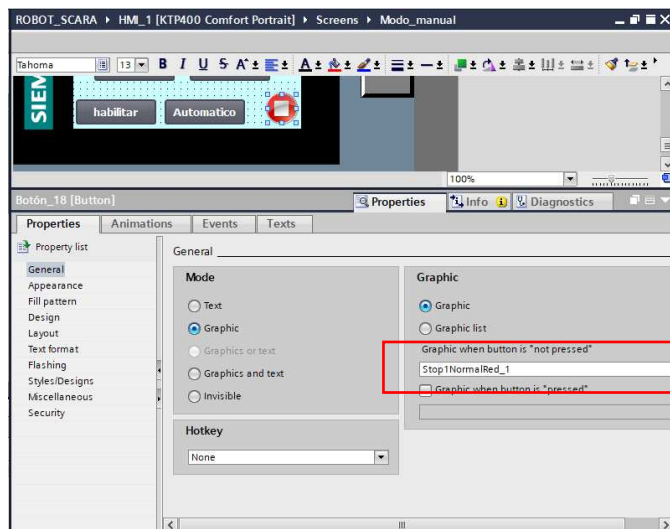 ROBOT_SCARA ▸ HMI_1 [KTP400 Comfort Portrait] ▸ Screens ▸ Modo_manual
Tahoma 13 B I U S A A
SIEM
habilitar Automatico
100%
Botón_18 [Button] Properties Info Diagnostics
Properties Animations Events Texts
Property list
General
Appearance
Fill pattern
Design
Layout
Text format
Flashing
Styles/Designs
Miscellaneous
Security
General
Mode
Text
Graphic
Graphics or text
Graphics and text
Invisible
Hotkey
None
Graphic
Graphic
Graphic list
Graphic when button is "not pressed"
Stop1NormalRed_1
Graphic when button is "pressed"